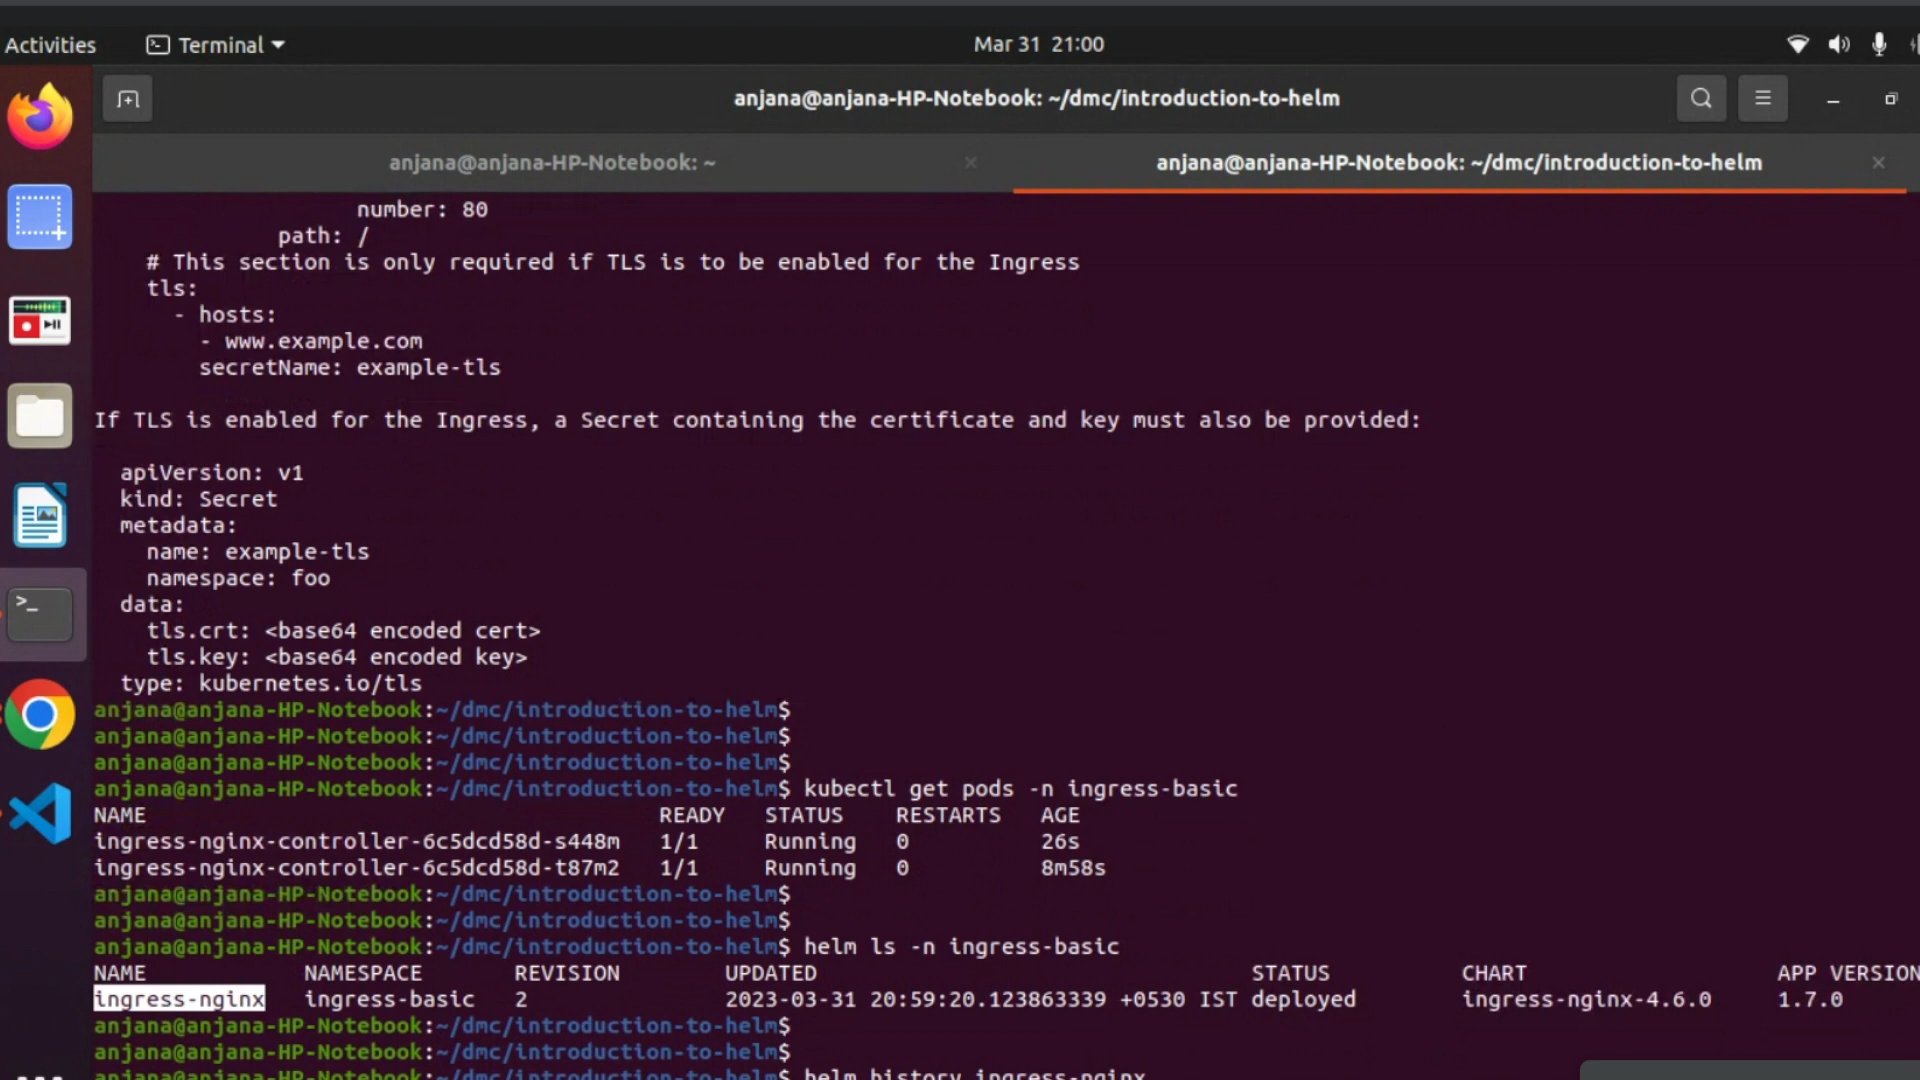 Activities
Terminal
Mar 31 21:00
anjana@anjana-HP-Notebook: ~/dmc/introduction-to-helm
anjana@anjana-HP-Notebook: ~
anjana@anjana-HP-Notebook: ~/dmc/introduction-to-helm
number: 80
path: /
# This section is only required if TLS is to be enabled for the Ingress
tls:
- hosts:
- www.example.com
secretName: example-tls
If TLS is enabled for the Ingress, a Secret containing the certificate and key must also be provided:
apiVersion: v1
kind: Secret
metadata:
name: example-tls
namespace: foo
data:
tls.crt: <base64 encoded cert>
tls.key: <base64 encoded key>
type: kubernetes.io/tls
anjana@anjana-HP-Notebook:~/dmc/introduction-to-helm$
anjana@anjana-HP-Notebook:~/dmc/introduction-to-helm$
anjana@anjana-HP-Notebook:~/dmc/introduction-to-helm$
anjana@anjana-HP-Notebook:~/dmc/introduction-to-helm$ kubectl get pods -n ingress-basic
NAME READY STATUS RESTARTS AGE
ingress-nginx-controller-6c5dcd58d-s448m 1/1 Running 0 26s
ingress-nginx-controller-6c5dcd58d-t87m2 1/1 Running 0 8m58s
anjana@anjana-HP-Notebook:~/dmc/introduction-to-helm$
anjana@anjana-HP-Notebook:~/dmc/introduction-to-helm$
anjana@anjana-HP-Notebook:~/dmc/introduction-to-helm$ helm ls -n ingress-basic
NAME NAMESPACE REVISION UPDATED STATUS CHART APP VERSION
ingress-nginx ingress-basic 2 2023-03-31 20:59:20.123863339 +0530 IST deployed ingress-nginx-4.6.0 1.7.0
anjana@anjana-HP-Notebook:~/dmc/introduction-to-helm$
anjana@anjana-HP-Notebook:~/dmc/introduction-to-helm$
anjana@anjana-HP-Notebook:~/dmc/introduction-to-helm$ helm history ingress-nginx